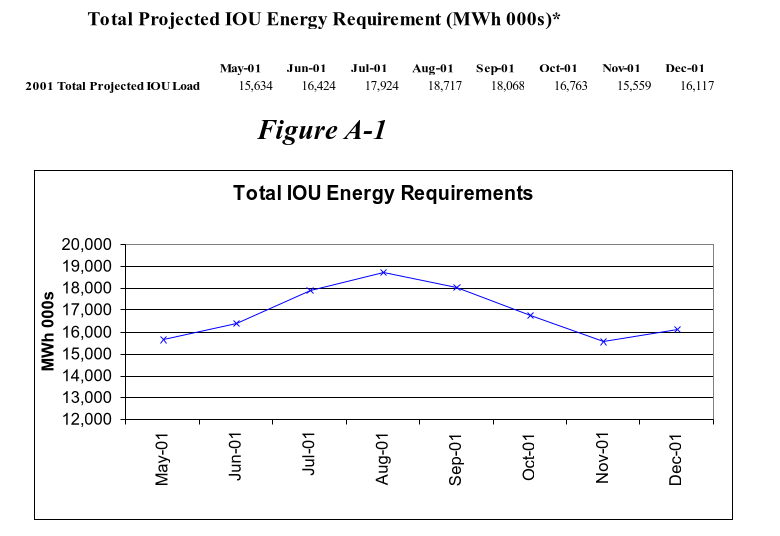 Total Projected IOU Energy Requirement (MWh 000s)*
May-01 Jun-01 Jul-01 Aug-01 Sep-01 Oct-01 Nov-01 Dec-01
2001 Total Projected IOU Load 15,634 16,424 17,924 18,717 18,068 16,763 15,559 16,117
Figure A-1
Total IOU Energy Requirements
MWh 000s
20,000
19,000
18,000
17,000
16,000
15,000
14,000
13,000
12,000
May-01 Jun-01 Jul-01 Aug-01 Sep-01 Oct-01 Nov-01 Dec-01